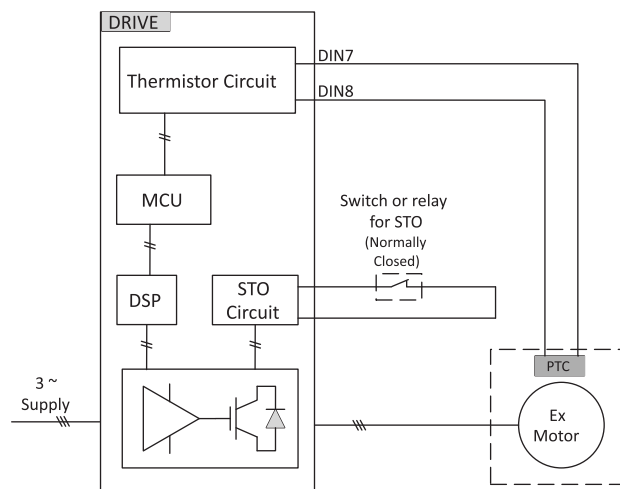 DRIVE
Thermistor Circuit
DIN7
DIN8
MCU
Switch or relay
for STO
(Normally
Closed)
DSP
STO
Circuit
3 ~
Supply
PTC
Ex
Motor